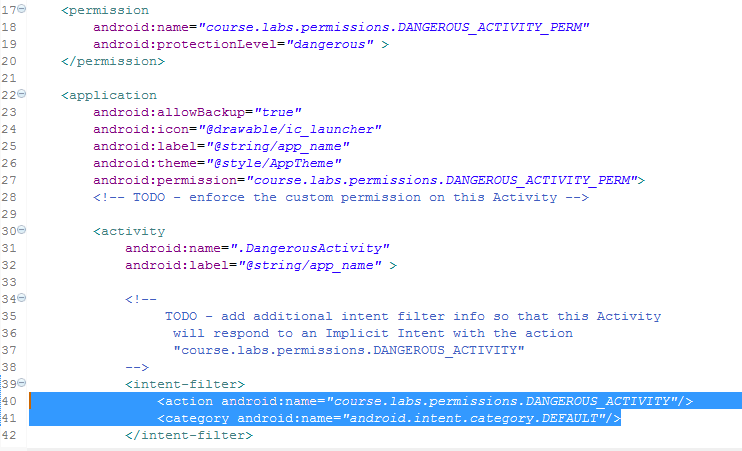 17 <permission
18 android:name="course.labs.permissions.DANGEROUS_ACTIVITY_PERM"
19 android:protectionLevel="dangerous" >
20 </permission>
21
22 <application
23 android:allowBackup="true"
24 android:icon="@drawable/ic_launcher"
25 android:label="@string/app_name"
26 android:theme="@style/AppTheme"
27 android:permission="course.labs.permissions.DANGEROUS_ACTIVITY_PERM">
28 <!-- TODO - enforce the custom permission on this Activity -->
29
30 <activity
31 android:name=".DangerousActivity"
32 android:label="@string/app_name" >
33
34 <!--
35 TODO - add additional intent filter info so that this Activity
36 will respond to an Implicit Intent with the action
37 "course.labs.permissions.DANGEROUS_ACTIVITY"
38 -->
39 <intent-filter>
40 <action android:name="course.labs.permissions.DANGEROUS_ACTIVITY"/>
41 <category android:name="android.intent.category.DEFAULT"/>
42 </intent-filter>